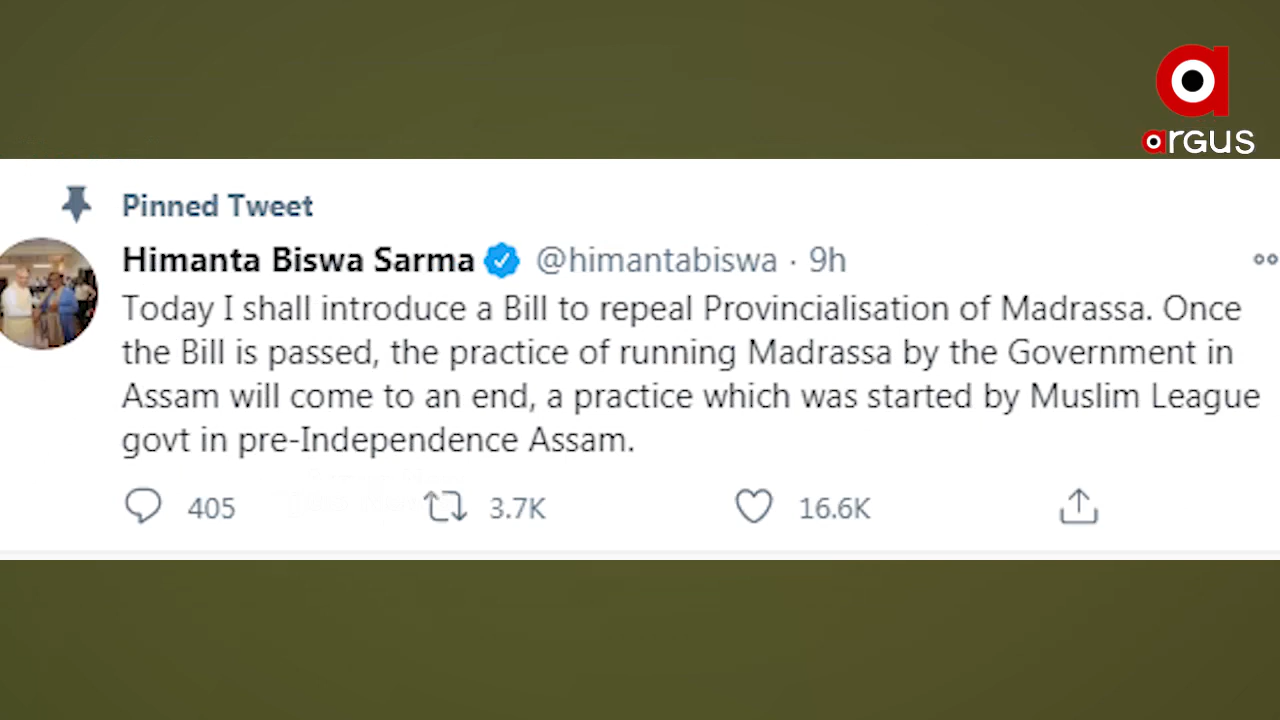 argus
Pinned Tweet
Himanta Biswa Sarma @himantabiswa · 9h
Today I shall introduce a Bill to repeal Provincialisation of Madrassa. Once
the Bill is passed, the practice of running Madrassa by the Government in
Assam will come to an end, a practice which was started by Muslim League
govt in pre-Independence Assam.
405 3.7K 16.6K